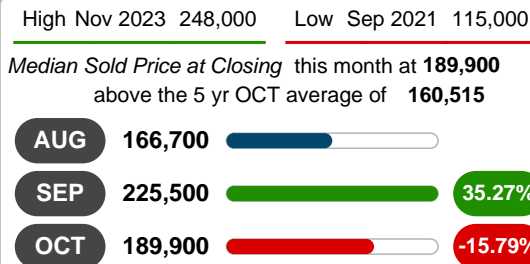 High Nov 2023 248,000 Low Sep 2021 115,000
Median Sold Price at Closing this month at 189,900
above the 5 yr OCT average of 160,515
AUG 166,700
SEP 225,500 35.27%
OCT 189,900 -15.79%